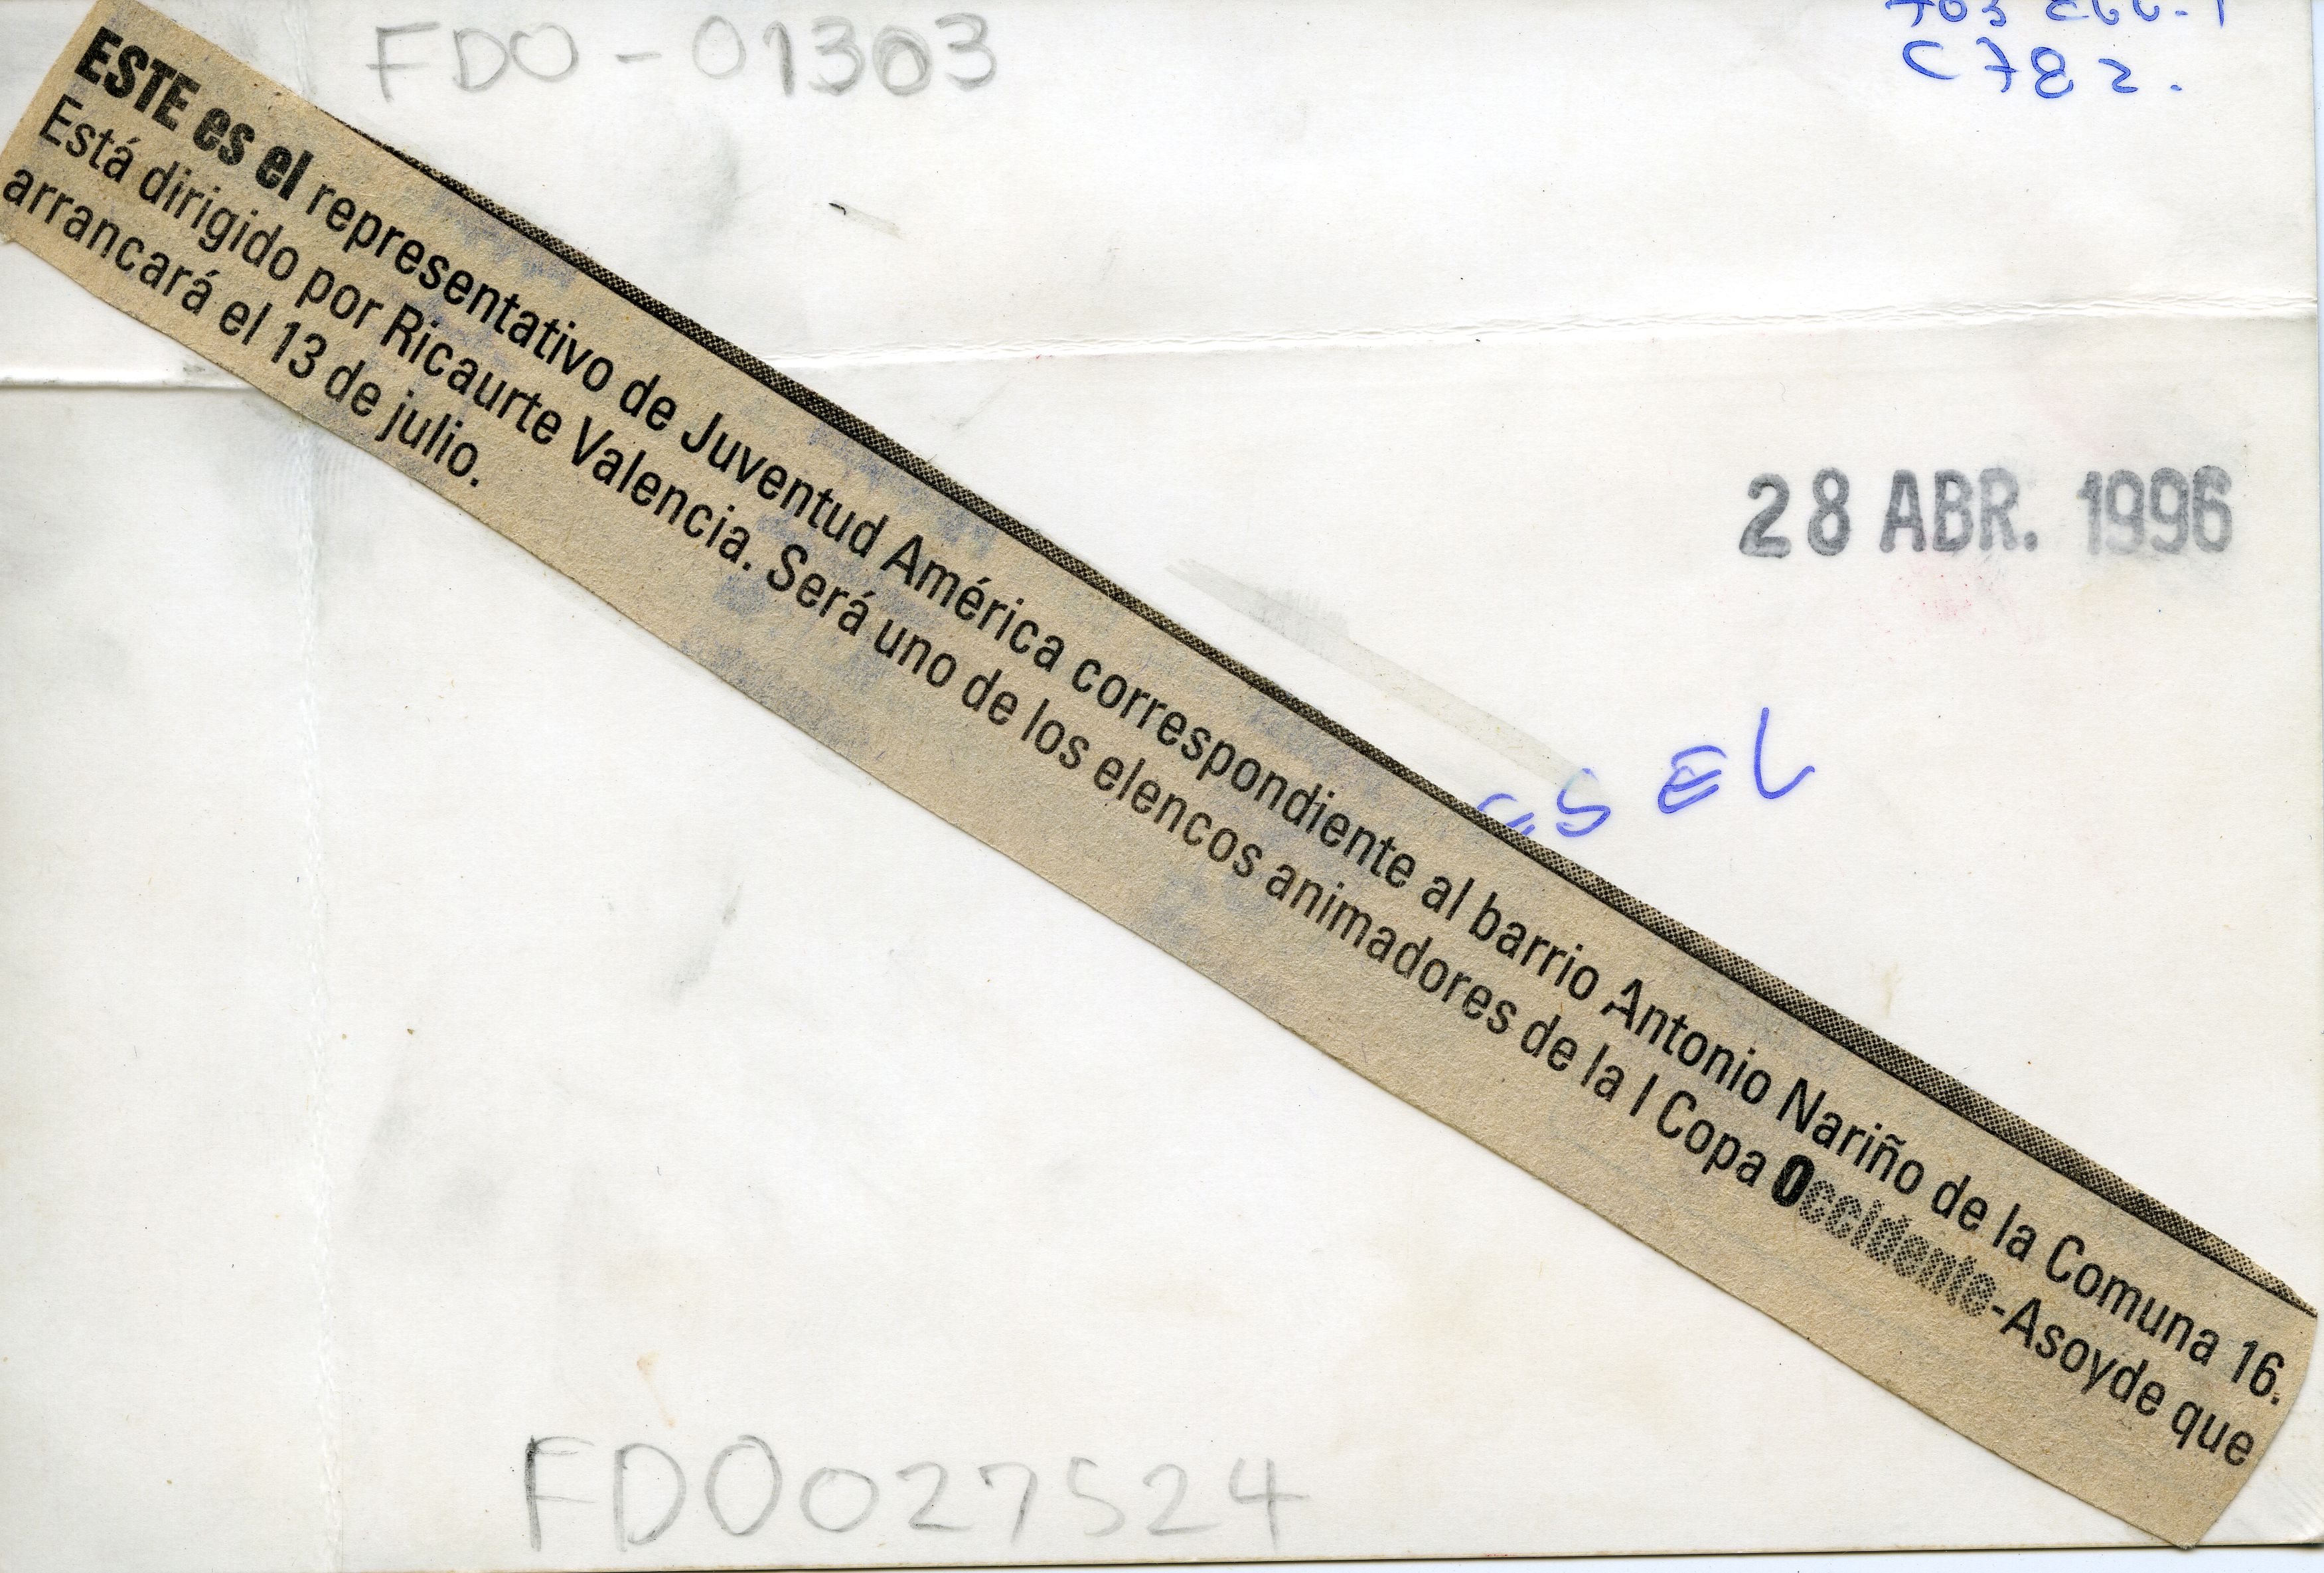 FDO-01303
C782.
ESTE es el representativo de Juventud América correspondiente al barrio Antonio Nariño de la Comuna 16.
Está dirigido por Ricaurte Valencia. Será uno de los elencos animadores de la I Copa Occidente-Asoyde que
arrancará el 13 de julio.
28 ABR. 1996
FDO027524